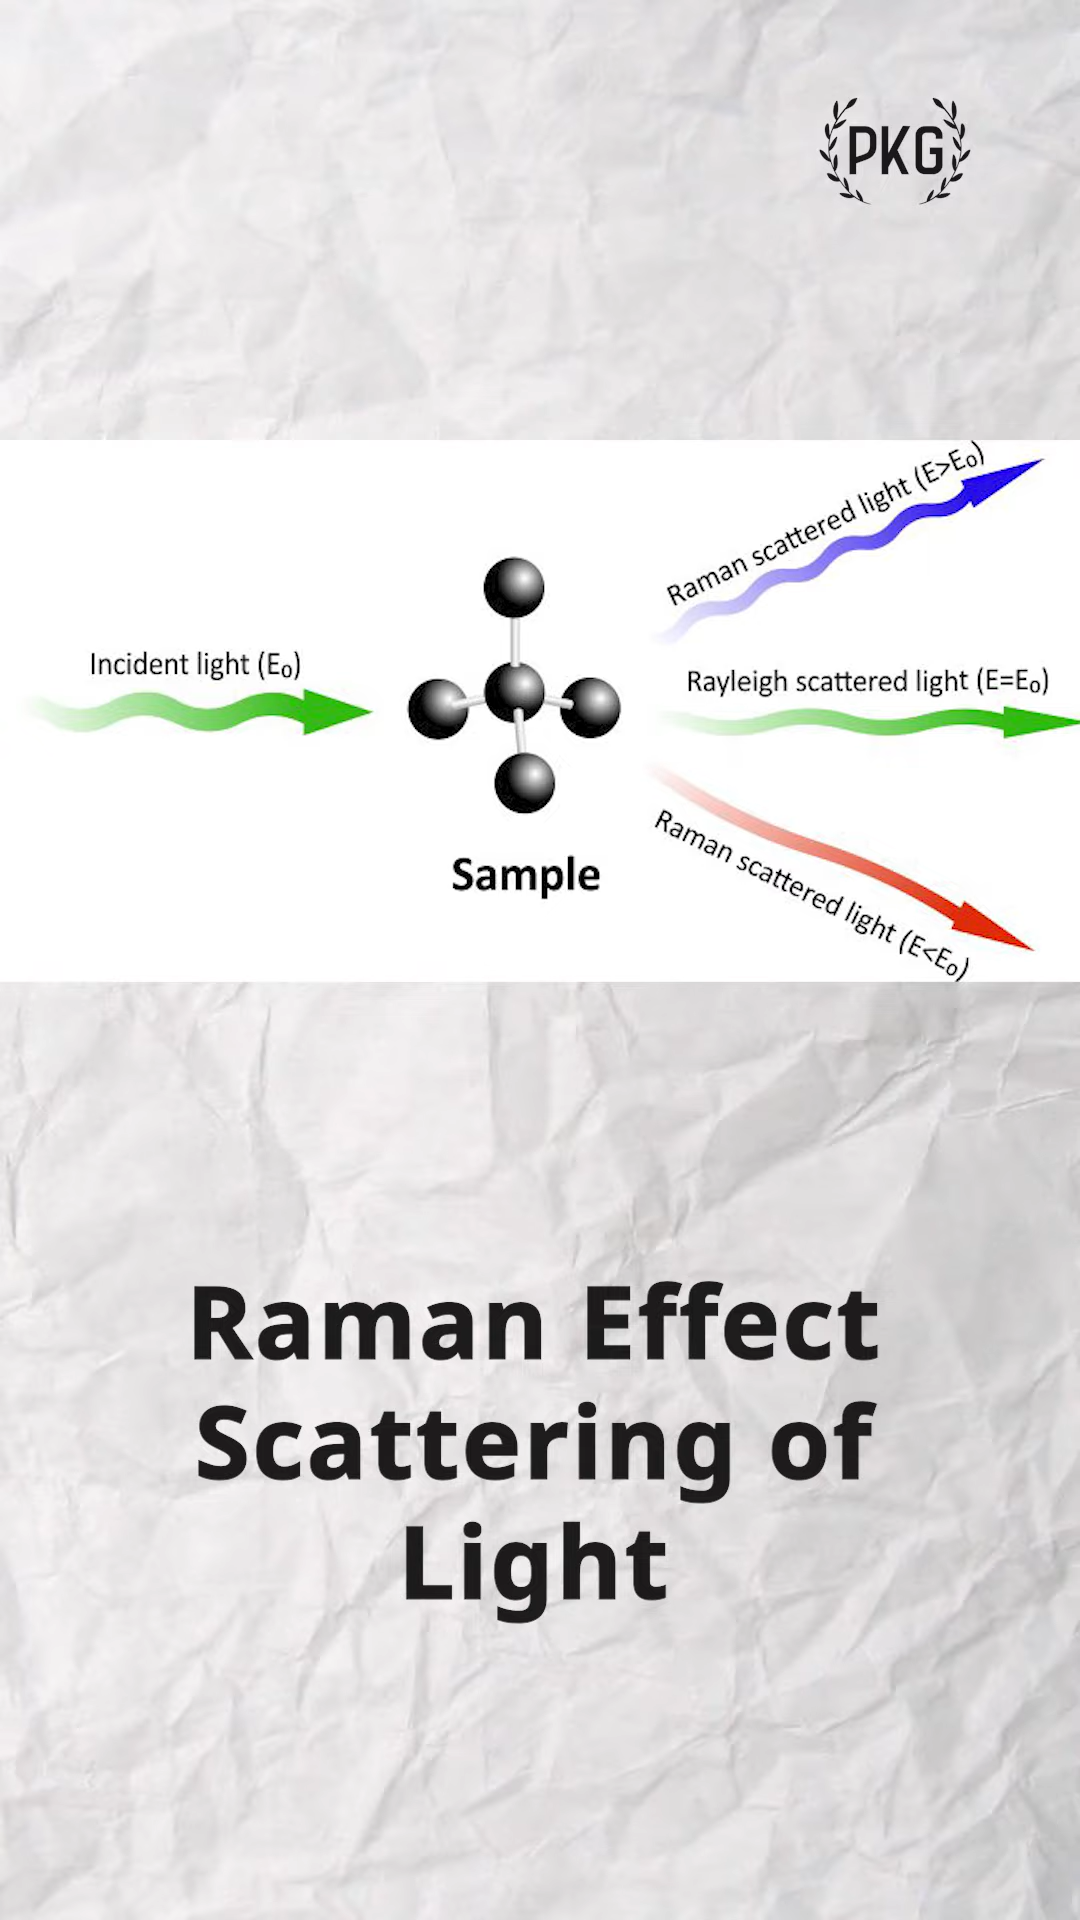 PKG
Raman scattered light (E>E₀)
Incident light (E₀)
Rayleigh scattered light (E=E₀)
Raman scattered light (E<E₀)
Sample
Raman Effect
Scattering of
Light